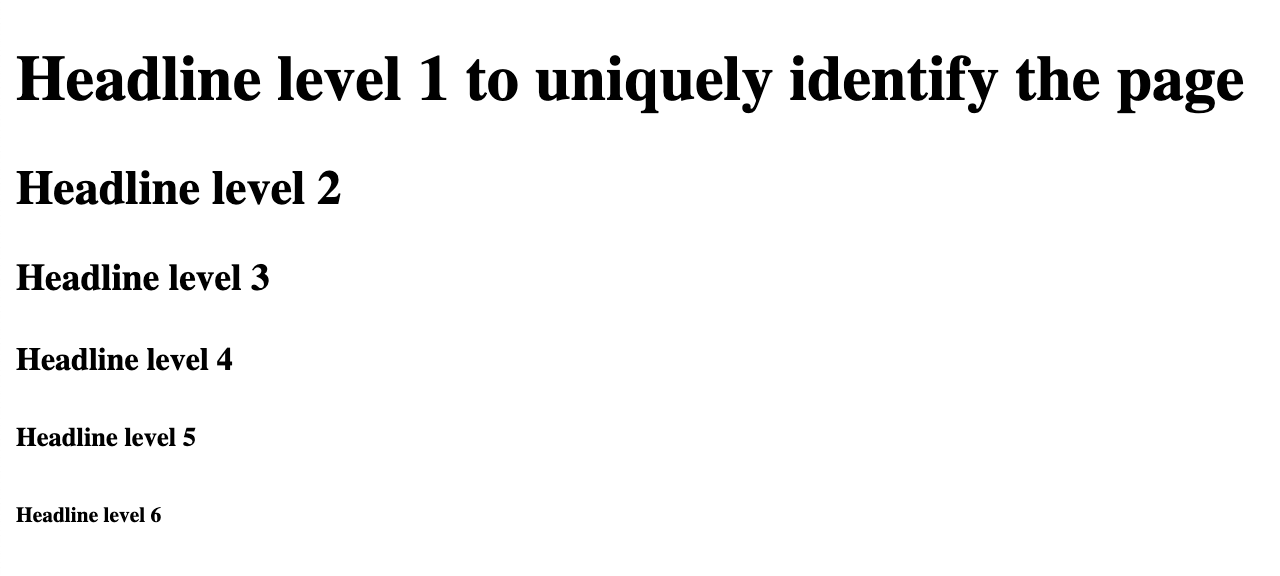 Headline level 1 to uniquely identify the page
Headline level 2
Headline level 3
Headline level 4
Headline level 5
Headline level 6